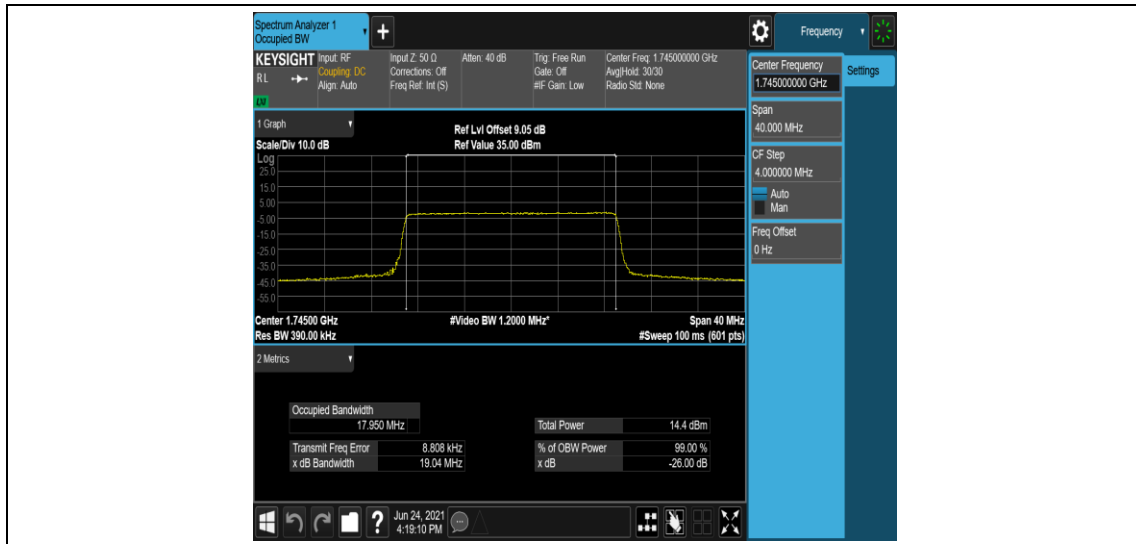 Spectrum Analyzer 1
Occupied BW
Frequency
KEYSIGHT
RL
LXI
Input: RF
Coupling: DC
Align: Auto
Input Z: 50 Ω
Corrections: Off
Freq Ref: Int (S)
Atten: 40 dB
Trig: Free Run
Gate: Off
#IF Gain: Low
Center Freq: 1.745000000 GHz
Avg|Hold: 30/30
Radio Std: None
Center Frequency
1.745000000 GHz
Settings
Span
40.000 MHz
CF Step
4.000000 MHz
Auto
Man
Freq Offset
0 Hz
1 Graph
Scale/Div 10.0 dB
Ref Lvl Offset 9.05 dB
Ref Value 35.00 dBm
Log
25.0
15.0
5.00
-5.00
-15.0
-25.0
-35.0
-45.0
-55.0
Center 1.74500 GHz
#Video BW 1.2000 MHz*
Span 40 MHz
Res BW 390.00 kHz
#Sweep 100 ms (601 pts)
2 Metrics
Occupied Bandwidth
17.950 MHz
Total Power 14.4 dBm
Transmit Freq Error 8.808 kHz
% of OBW Power 99.00 %
x dB Bandwidth 19.04 MHz
x dB -26.00 dB
?
Jun 24, 2021
4:19:10 PM